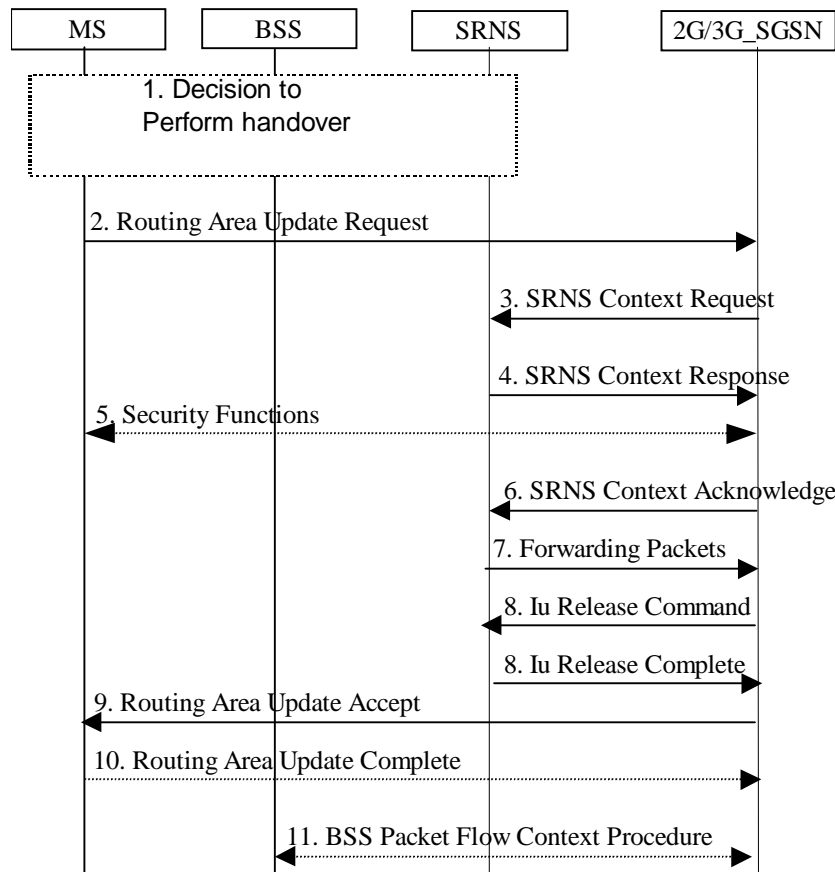 MS BSS SRNS 2G/3G_SGSN
1. Decision to
Perform handover
2. Routing Area Update Request
3. SRNS Context Request
4. SRNS Context Response
5. Security Functions
6. SRNS Context Acknowledge
7. Forwarding Packets
8. Iu Release Command
8. Iu Release Complete
9. Routing Area Update Accept
10. Routing Area Update Complete
11. BSS Packet Flow Context Procedure